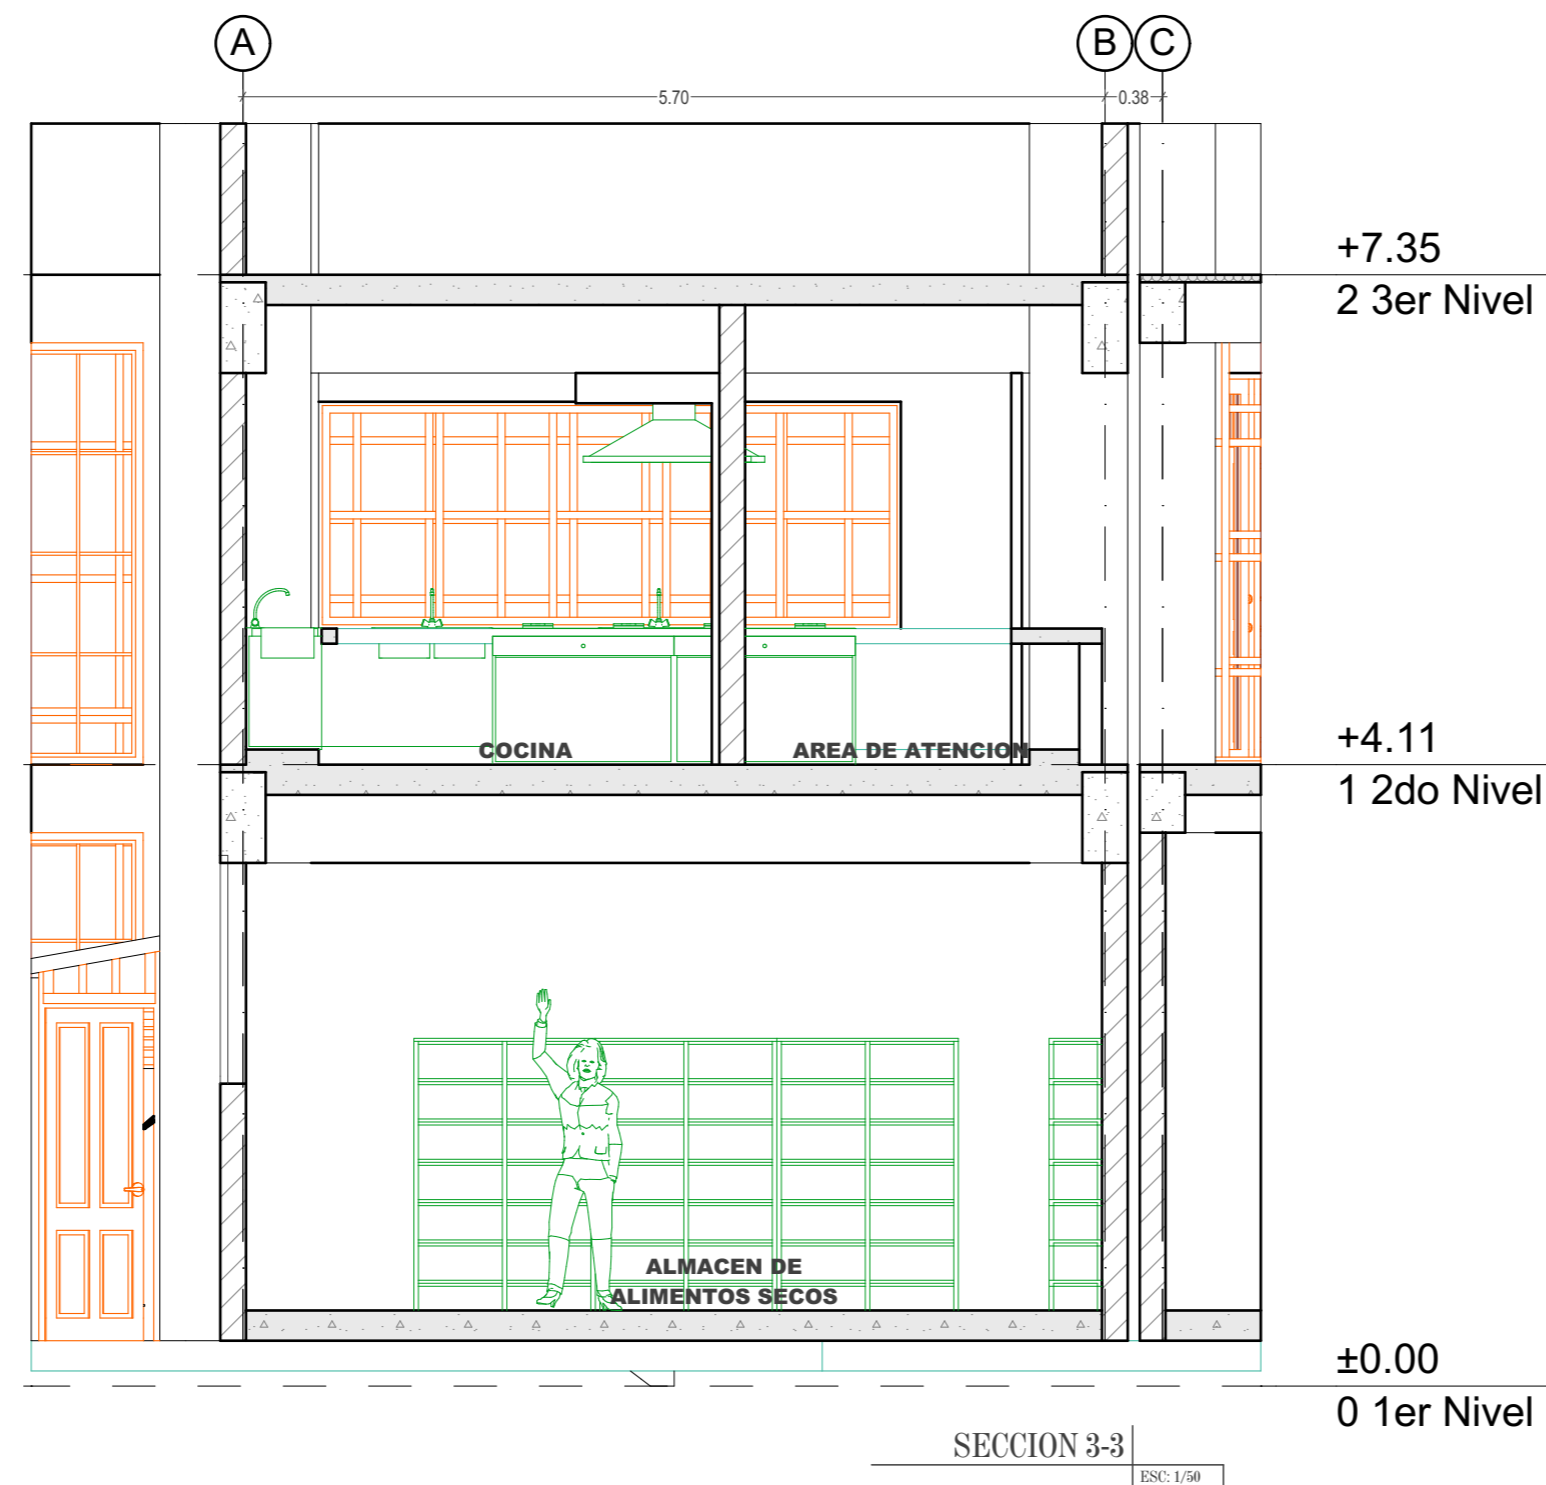 A
B
C
5.70
0.38
+7.35
2 3er Nivel
COCINA
AREA DE ATENCION
+4.11
1 2do Nivel
ALMACEN DE
ALIMENTOS SECOS
±0.00
0 1er Nivel
SECCION 3-3
ESC: 1/50